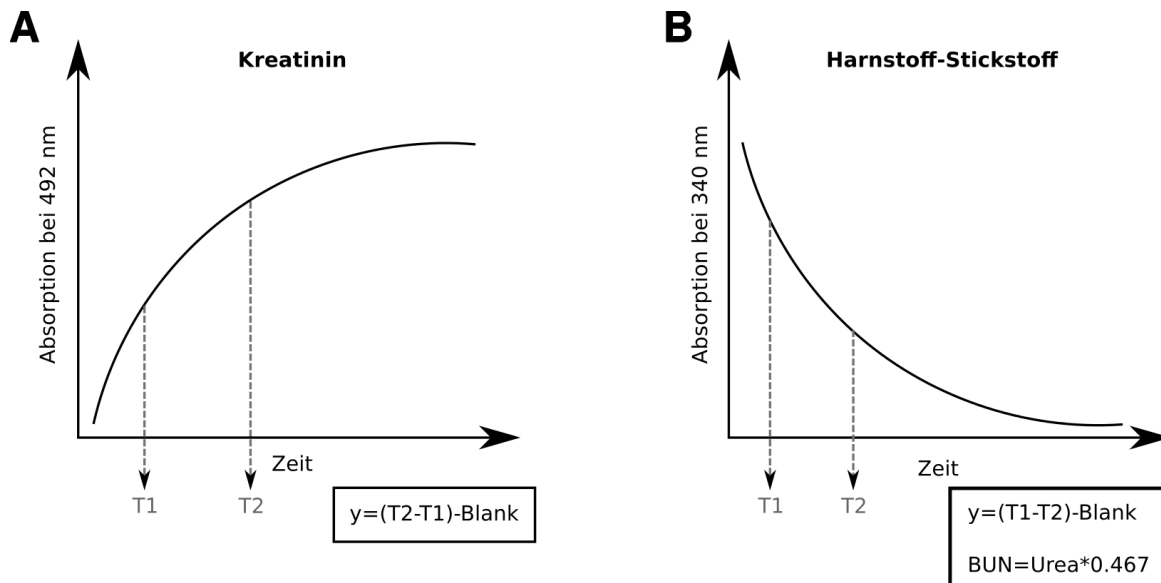 A
Kreatinin
Absorption bei 492 nm
Zeit
T1
T2
y=(T2-T1)-Blank
B
Harnstoff-Stickstoff
Absorption bei 340 nm
Zeit
T1
T2
y=(T1-T2)-Blank
BUN=Urea*0.467